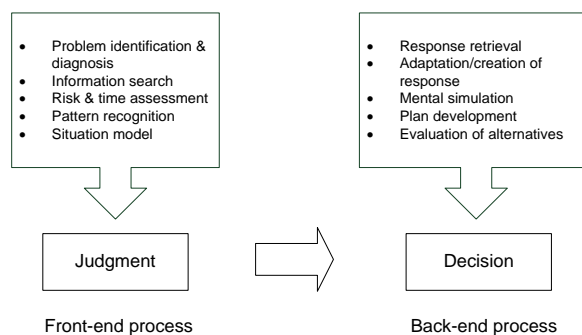 • Problem identification &
diagnosis
• Information search
• Risk & time assessment
• Pattern recognition
• Situation model
Judgment
Front-end process
• Response retrieval
• Adaptation/creation of
response
• Mental simulation
• Plan development
• Evaluation of alternatives
Decision
Back-end process